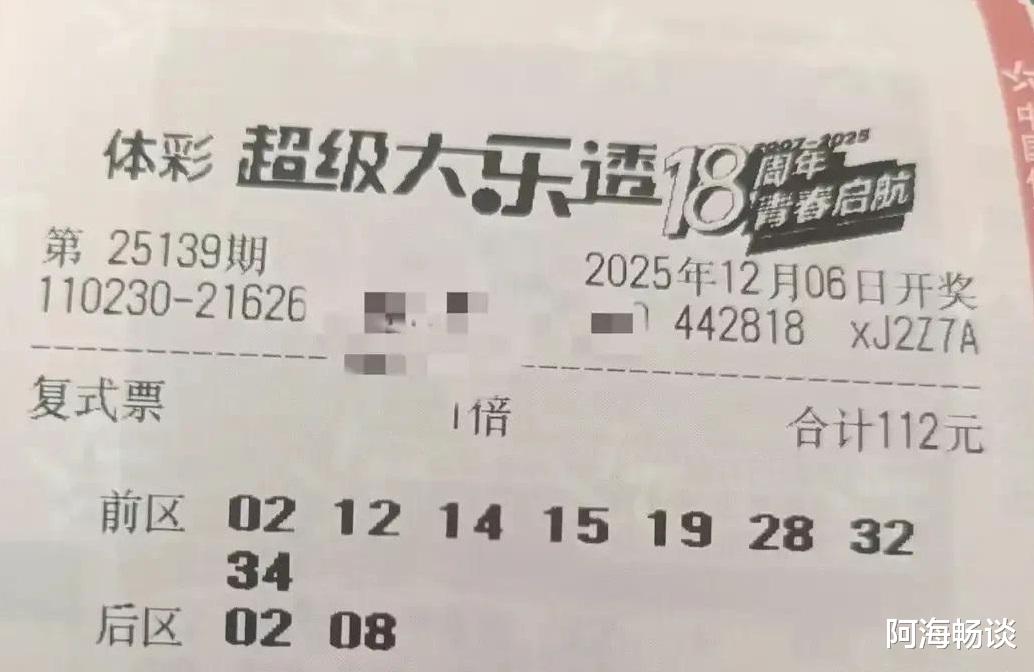 体彩 超级大乐透 18周年 2007-2025 青春启航
第 25139期 2025年12月06日开奖
110230-21626 442818 xJ2Z7A
复式票 1倍 合计112元
前区 02 12 14 15 19 28 32
34
后区 02 08
阿海畅谈